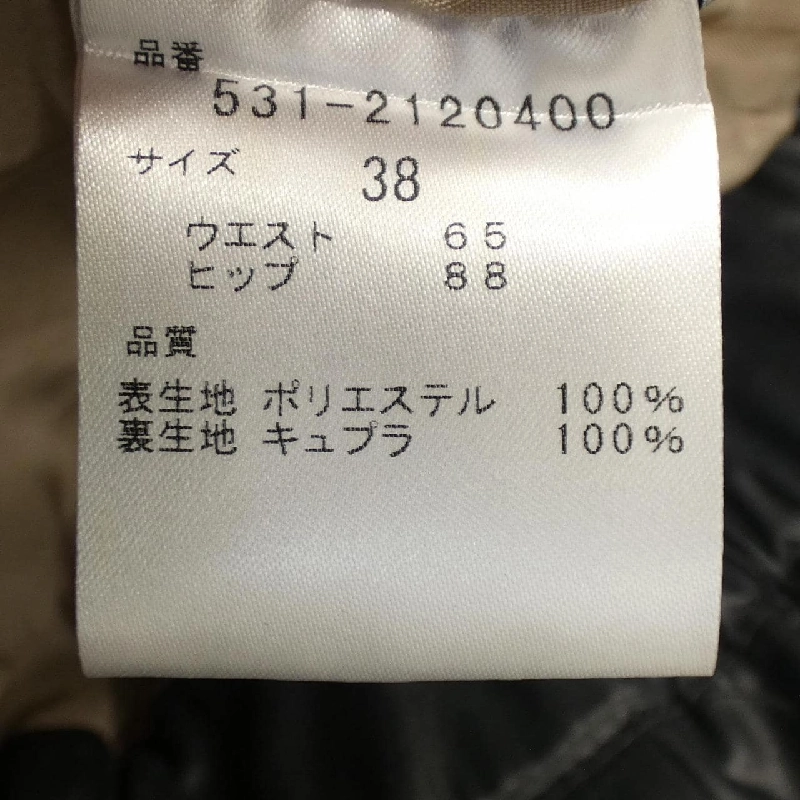 品番
531-2120400
サイズ 38
ウエスト 65
ヒップ 88
品質
表生地 ポリエステル 100%
裏生地 キュプラ 100%